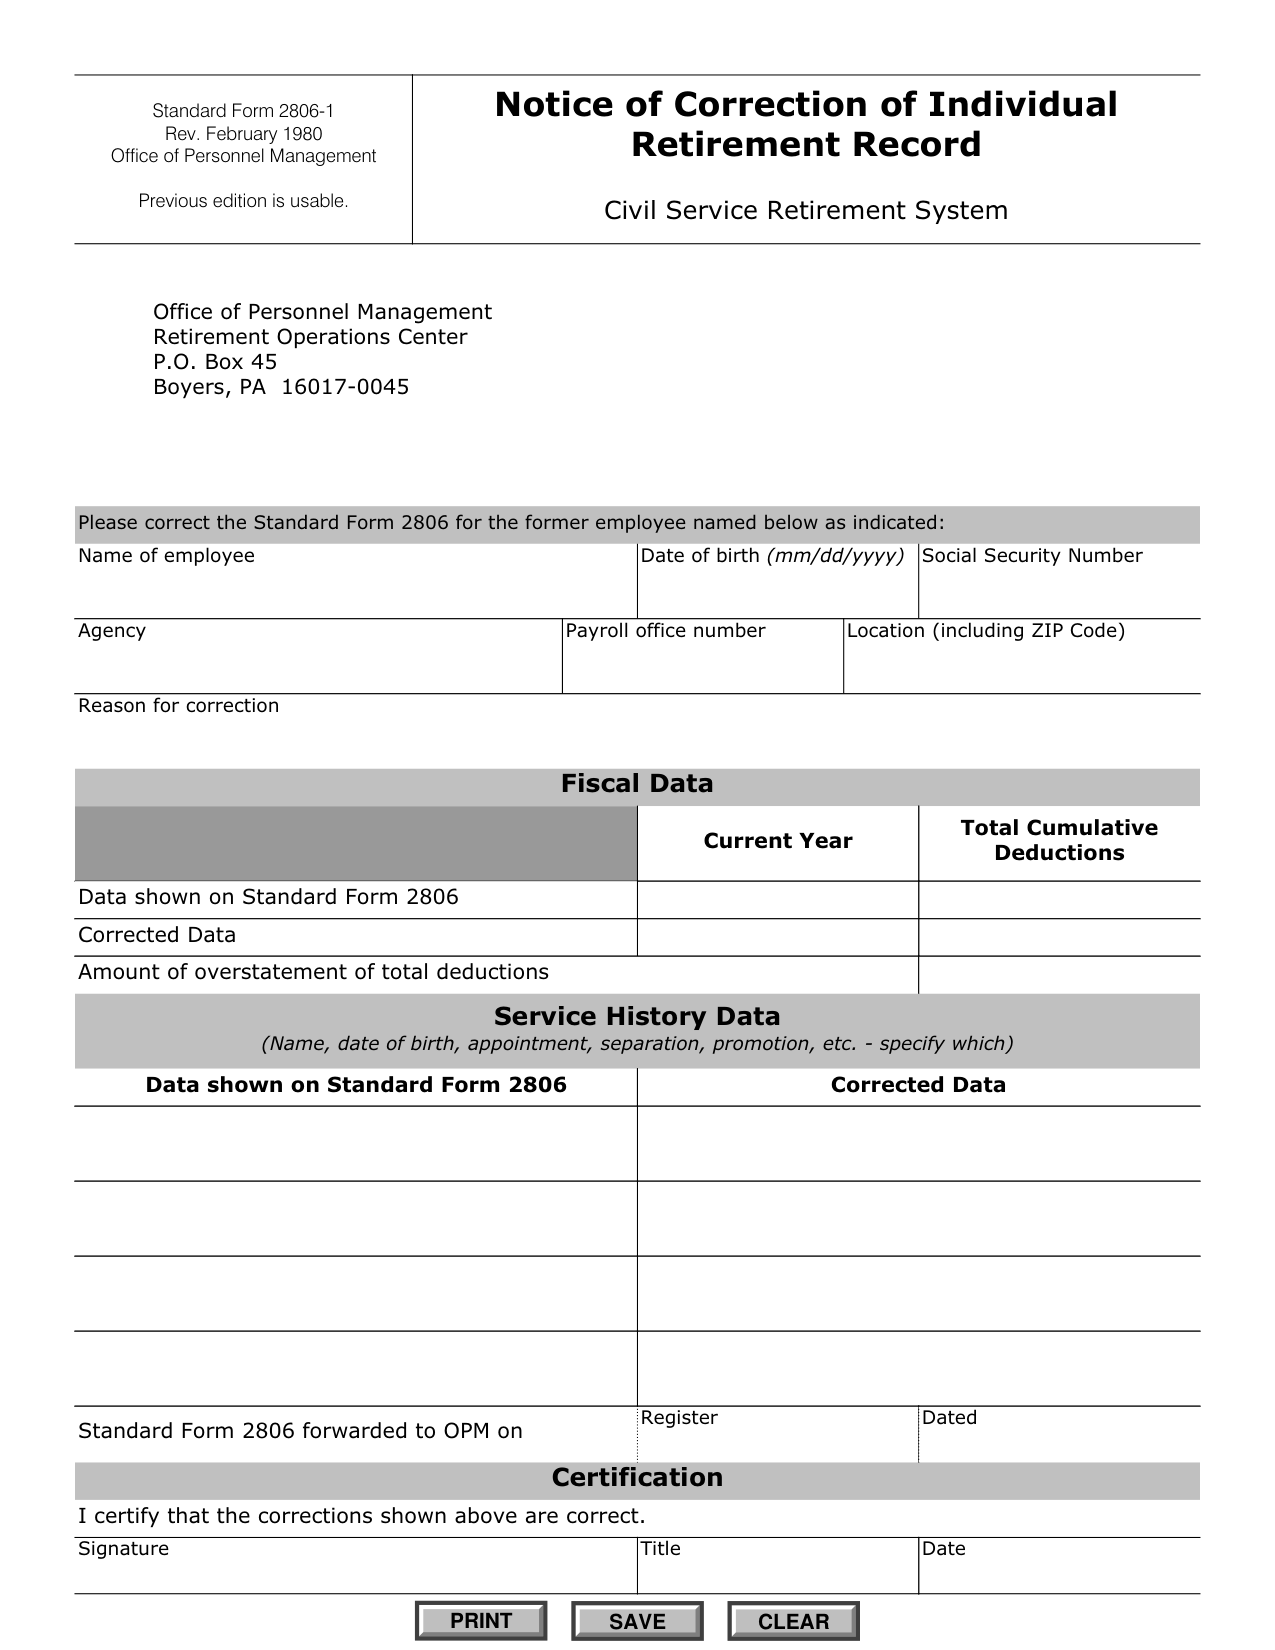 Standard Form 2806-1
Rev. February 1980
Office of Personnel Management
Previous edition is usable.
Notice of Correction of Individual
Retirement Record
Civil Service Retirement System
Office of Personnel Management
Retirement Operations Center
P.O. Box 45
Boyers, PA  16017-0045
Please correct the Standard Form 2806 for the former employee named below as indicated:
Name of employee
Date of birth (mm/dd/yyyy)
Social Security Number
Agency
Payroll office number
Location (including ZIP Code)
Reason for correction
Fiscal Data
Current Year
Total Cumulative
Deductions
Data shown on Standard Form 2806
Corrected Data
Amount of overstatement of total deductions
Service History Data
(Name, date of birth, appointment, separation, promotion, etc. - specify which)
Data shown on Standard Form 2806
Corrected Data
Standard Form 2806 forwarded to OPM on
Register
Dated
Certification
I certify that the corrections shown above are correct.
Signature
Title
Date
PRINT
SAVE
CLEAR